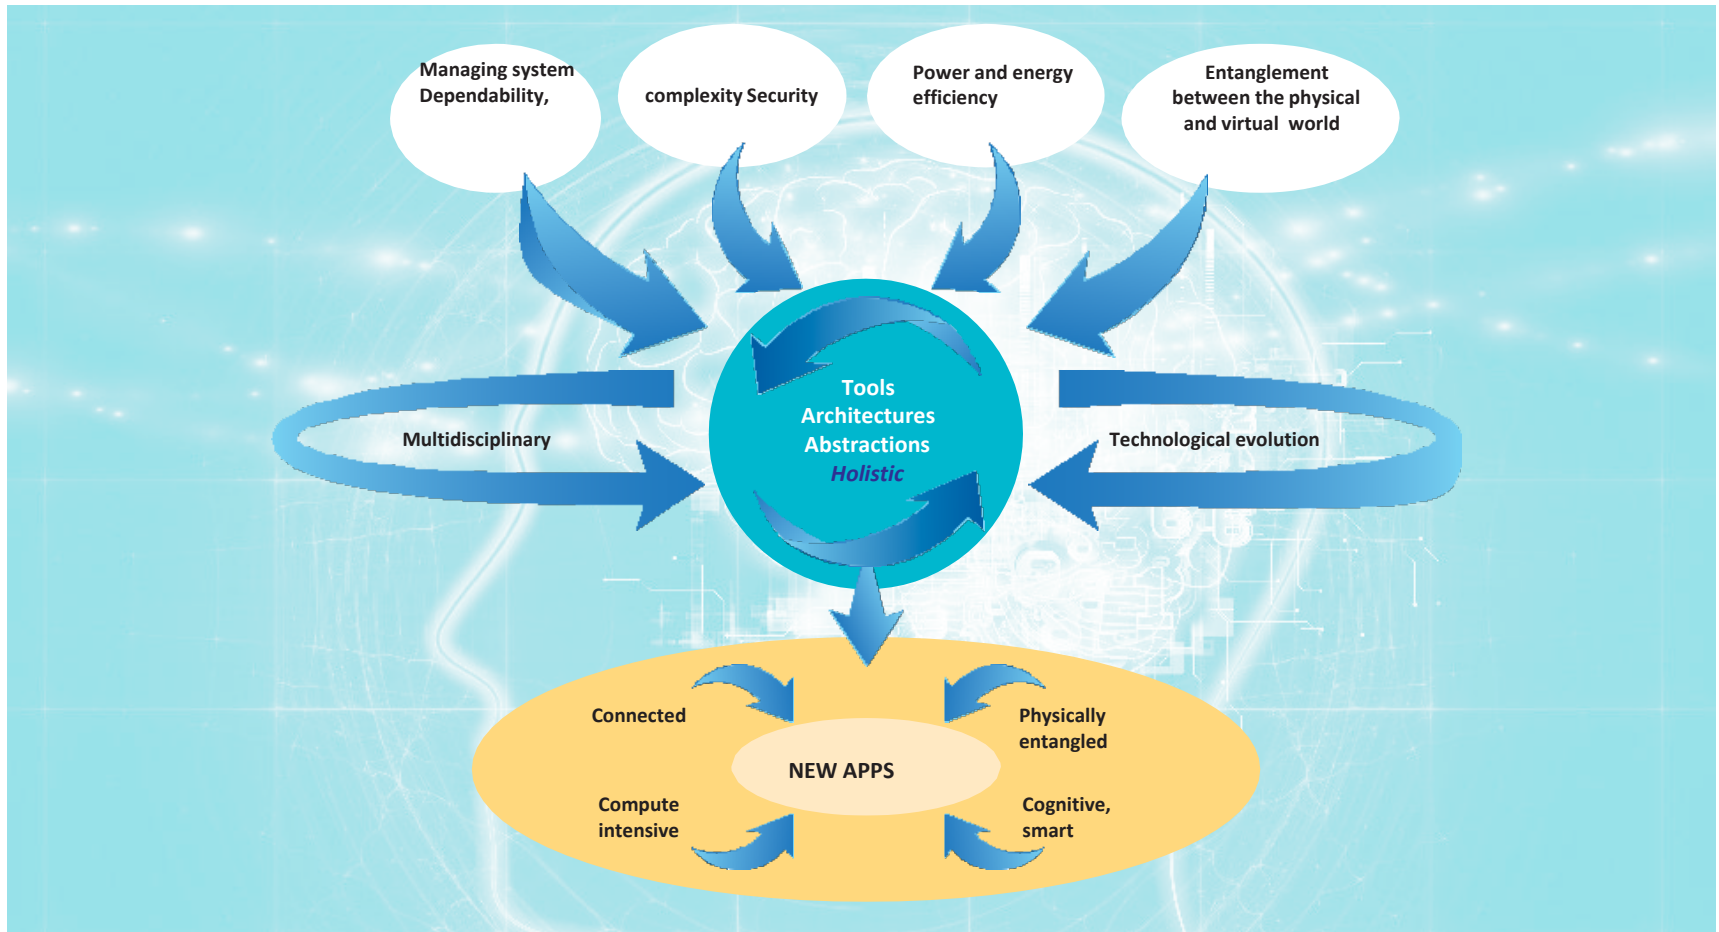 Managing system
Dependability,
complexity Security
Power and energy
efficiency
Entanglement
between the physical
and virtual world
Tools
Architectures
Abstractions
Holistic
Multidisciplinary
Technological evolution
Connected
Physically
entangled
NEW APPS
Compute
intensive
Cognitive,
smart